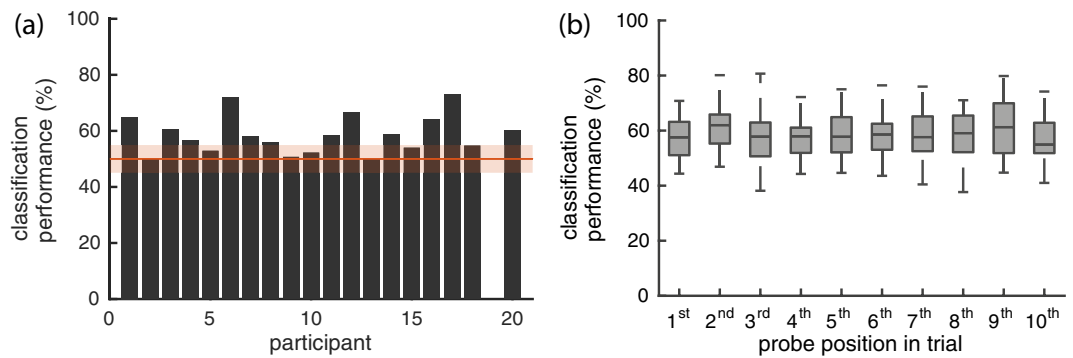 (a)
classification
performance (%)
100
80
60
40
20
0
0 5 10 15 20
participant
(b)
classification
performance (%)
100
80
60
40
20
0
1st 2nd 3rd 4th 5th 6th 7th 8th 9th 10th
probe position in trial